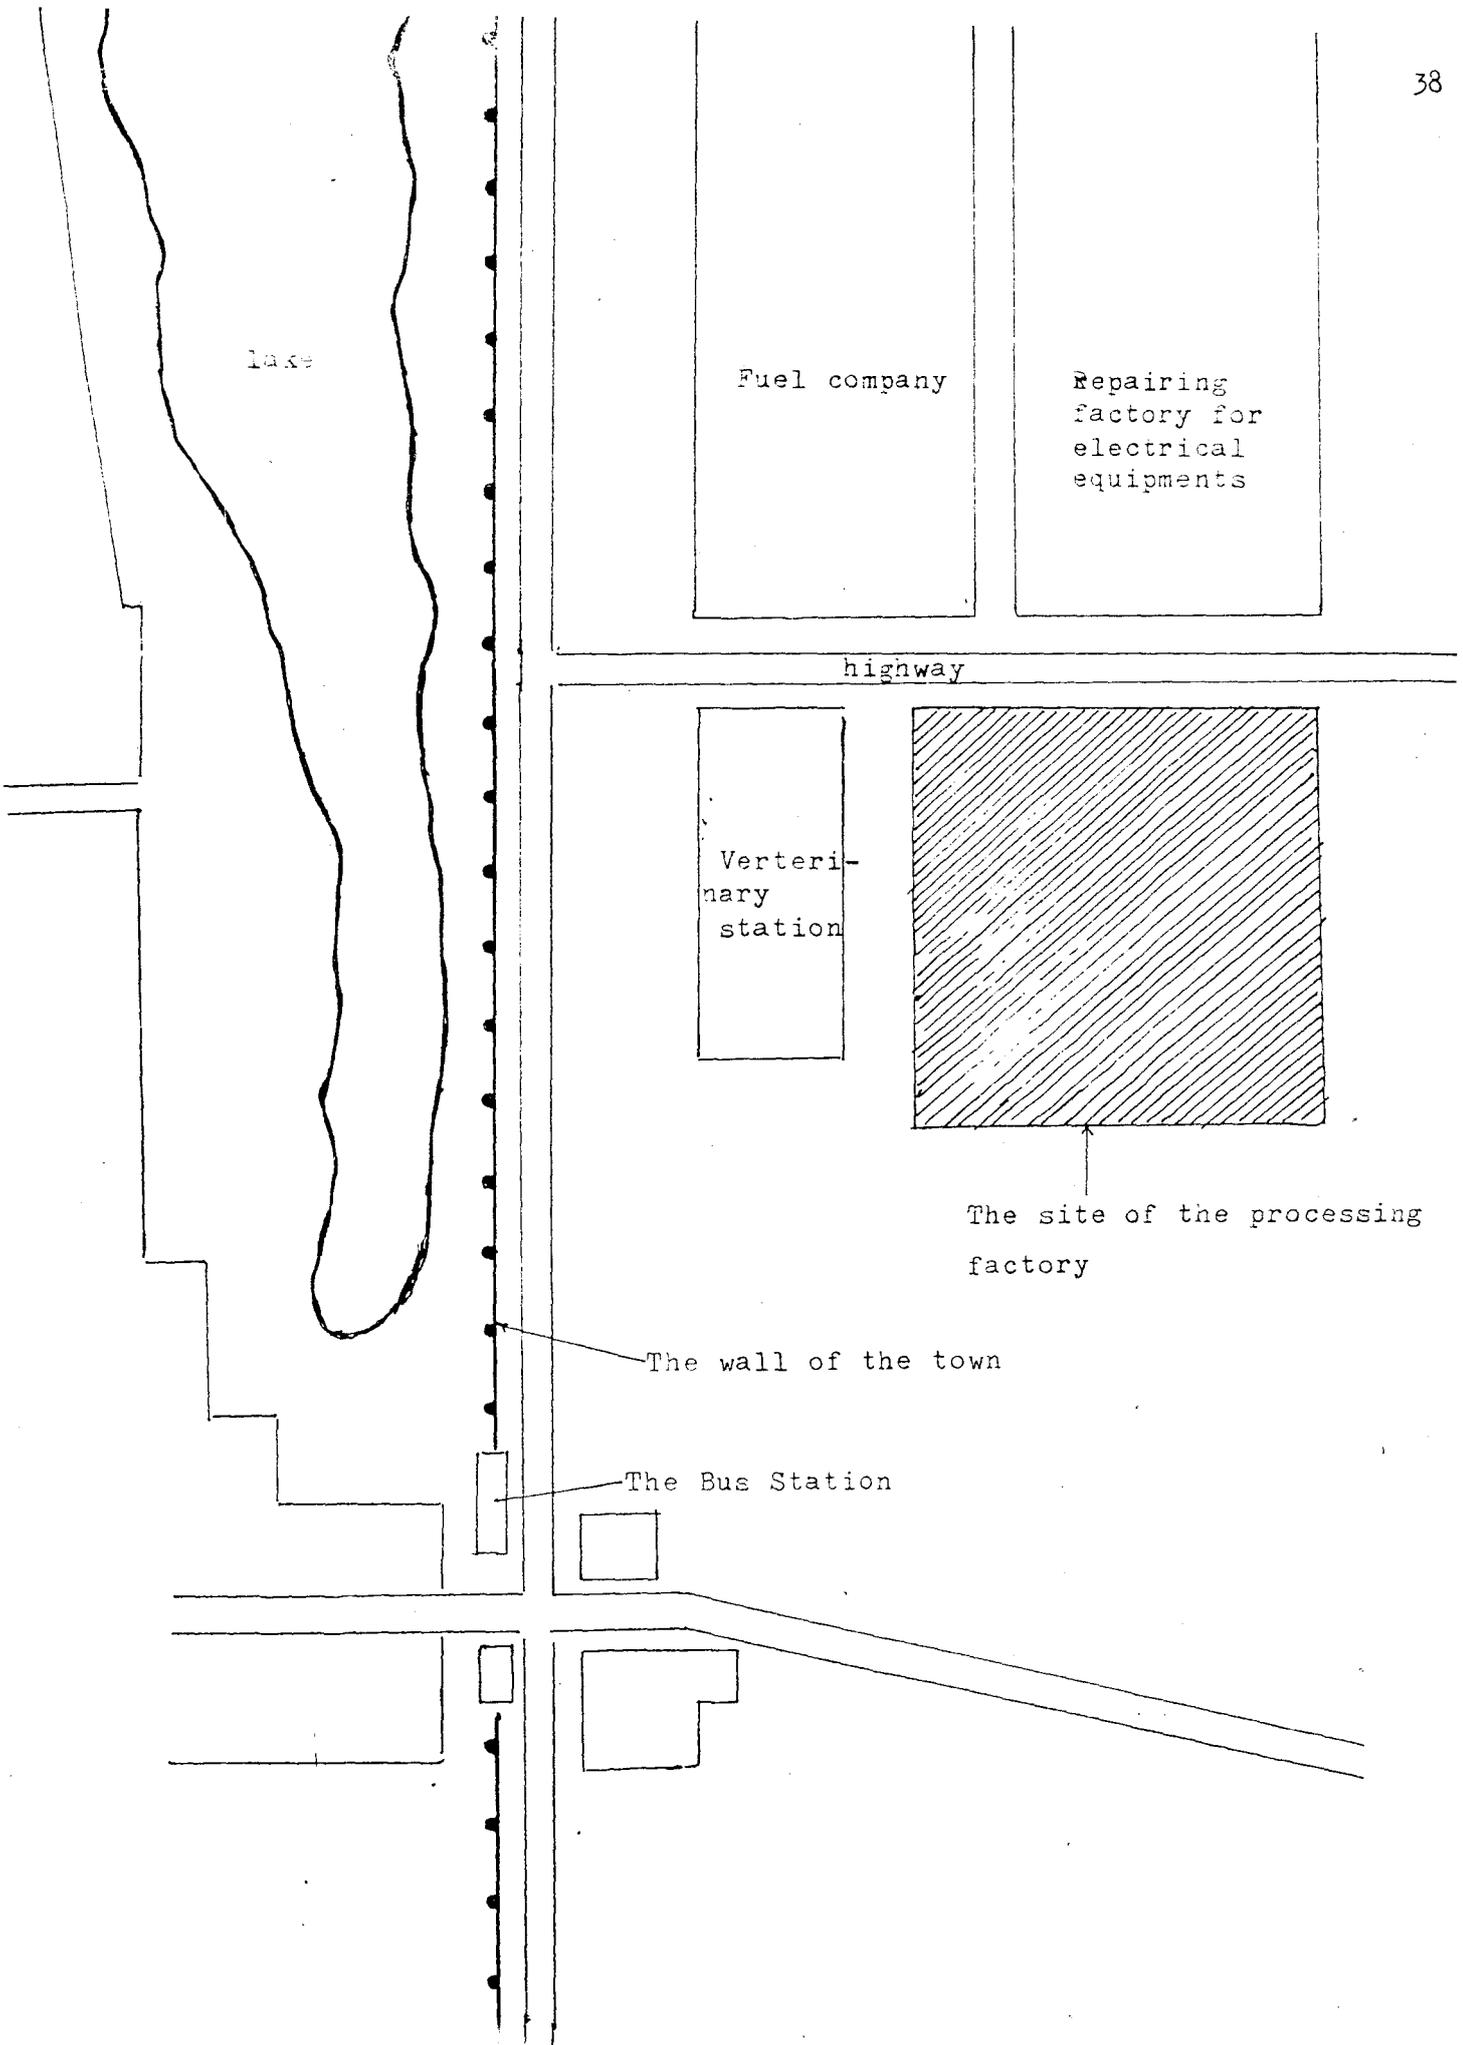 38
lake
Fuel company
Repairing
factory for
electrical
equipments
highway
Verteri-
nary
station
The site of the processing
factory
The wall of the town
The Bus Station